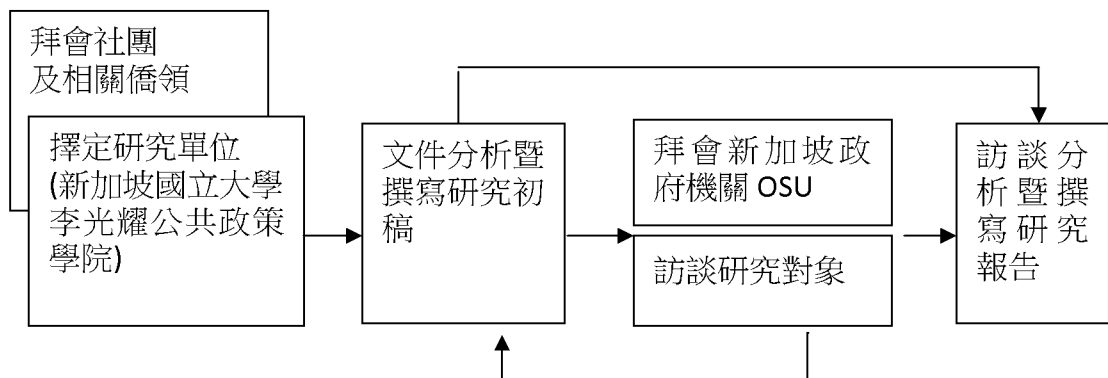 拜會社團
及相關僑領
擇定研究單位
(新加坡國立大學
李光耀公共政策
學院)
文件分析暨
撰寫研究初
稿
拜會新加坡政
府機關 OSU
訪談研究對象
訪談分
析暨撰
寫研究
報告